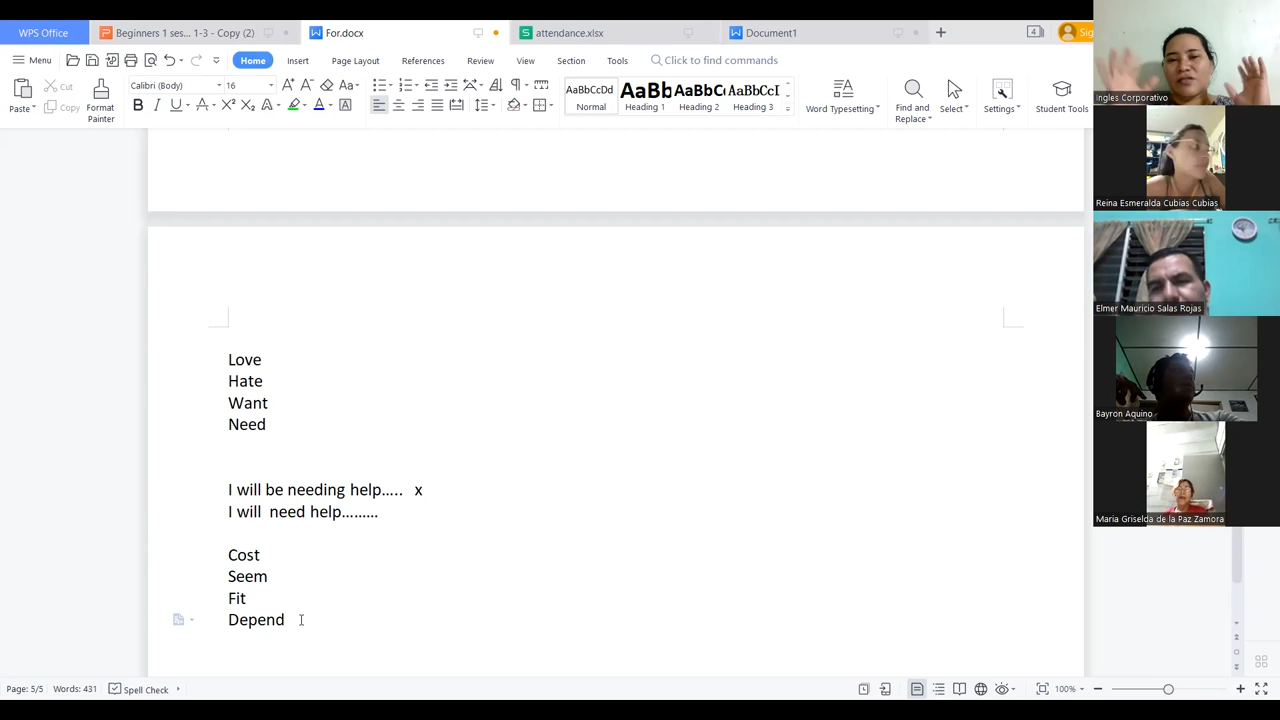 WPS Office
Beginners 1 ses... 1-3 - Copy (2)
For.docx
attendance.xlsx
Document1
4
Menu
Home
Insert
Page Layout
References
Review
View
Section
Tools
Click to find commands
Paste
Cut
Copy
Format
Painter
Calibri (Body)
16
AaBbCcDd
Normal
Heading 1
Heading 2
Heading 3
Word Typesetting
Find and
Replace
Select
Settings
Student Tools
Love
Hate
Want
Need
I will be needing help..... x
I will  need help.........
Cost
Seem
Fit
Depend
Page: 5/5
Words: 431
Spell Check
100%
Ingles Corporativo
Reina Esmeralda Cubias Cubias
Elmer Mauricio Salas Rojas
Bayron Aquino
Maria Griselda de la Paz Zamora